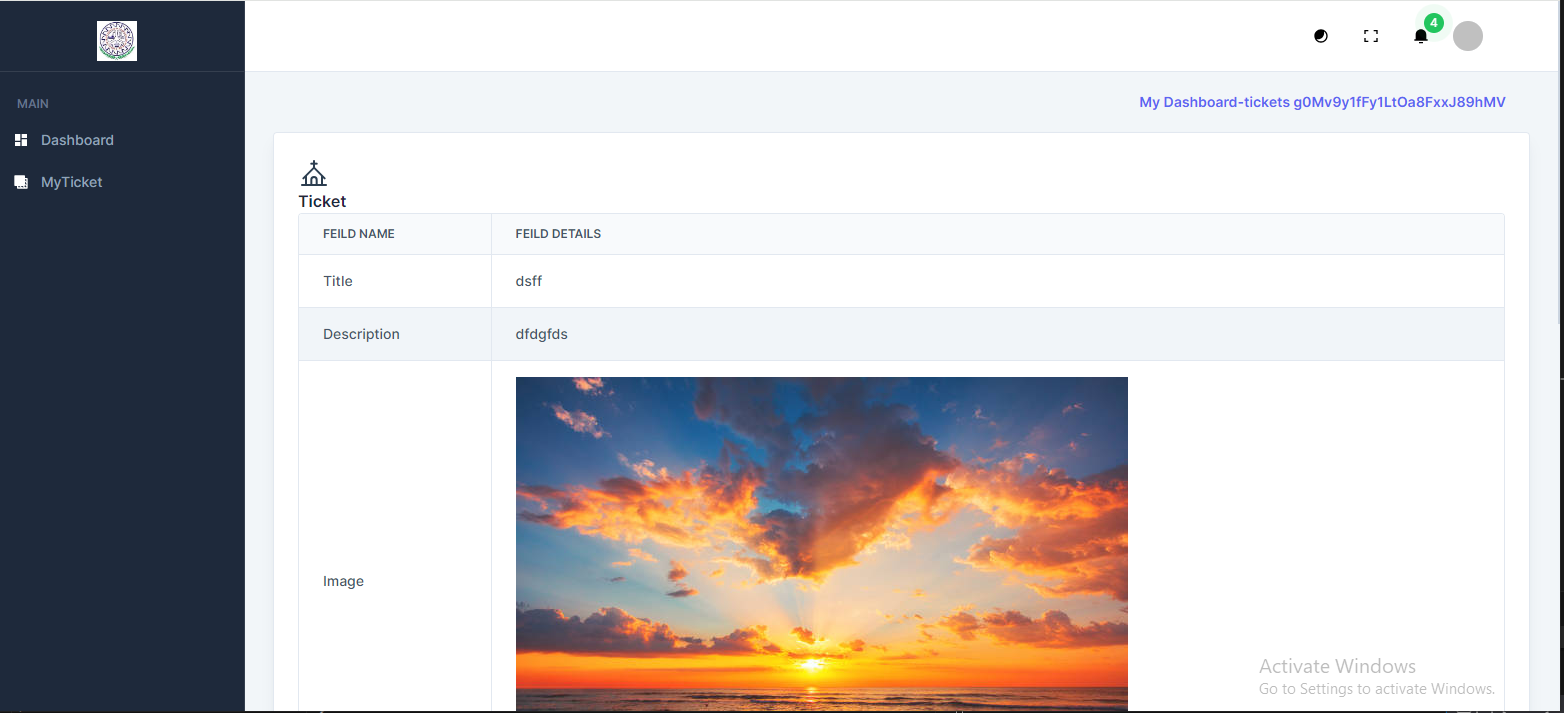 4
My Dashboard-tickets g0Mv9y1fFy1LtOa8FxxJ89hMV
MAIN
Dashboard
MyTicket
Ticket
FEILD NAME FEILD DETAILS
Title dsff
Description dfdgfds
Image
Activate Windows
Go to Settings to activate Windows.